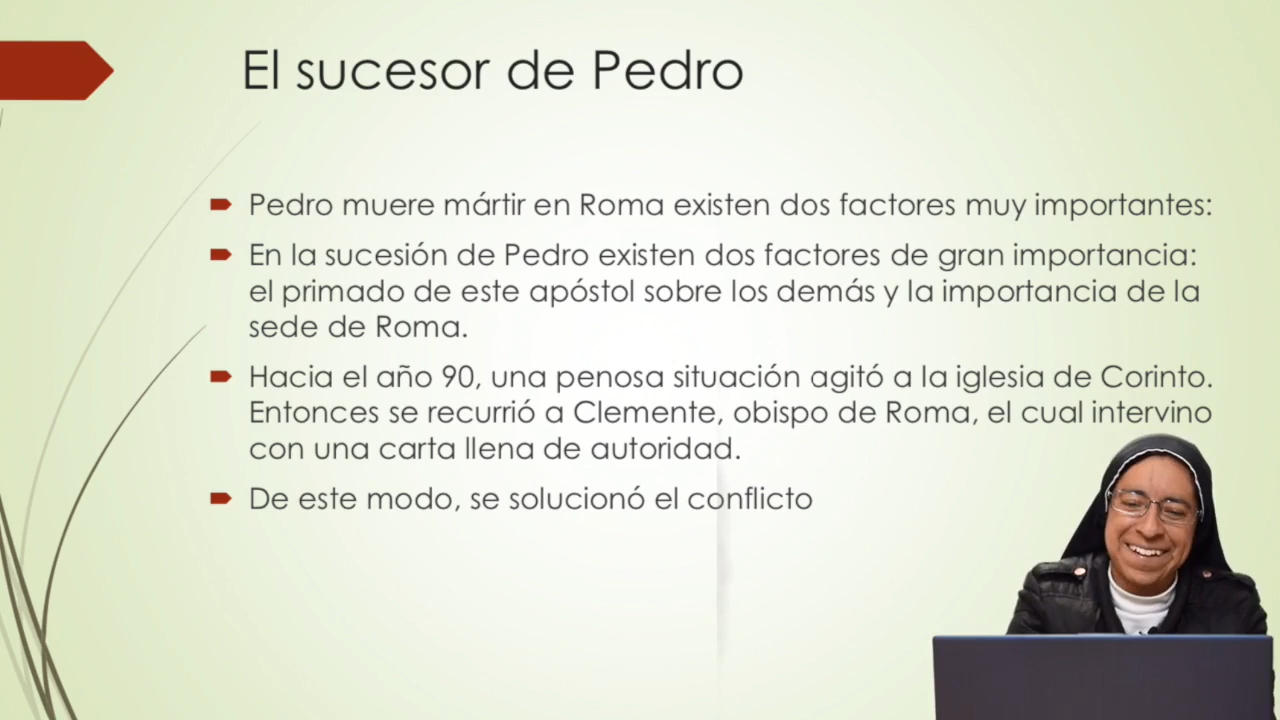 El sucesor de Pedro
Pedro muere mártir en Roma existen dos factores muy importantes:
En la sucesión de Pedro existen dos factores de gran importancia:
el primado de este apóstol sobre los demás y la importancia de la
sede de Roma.
Hacia el año 90, una penosa situación agitó a la iglesia de Corinto.
Entonces se recurrió a Clemente, obispo de Roma, el cual intervino
con una carta llena de autoridad.
De este modo, se solucionó el conflicto